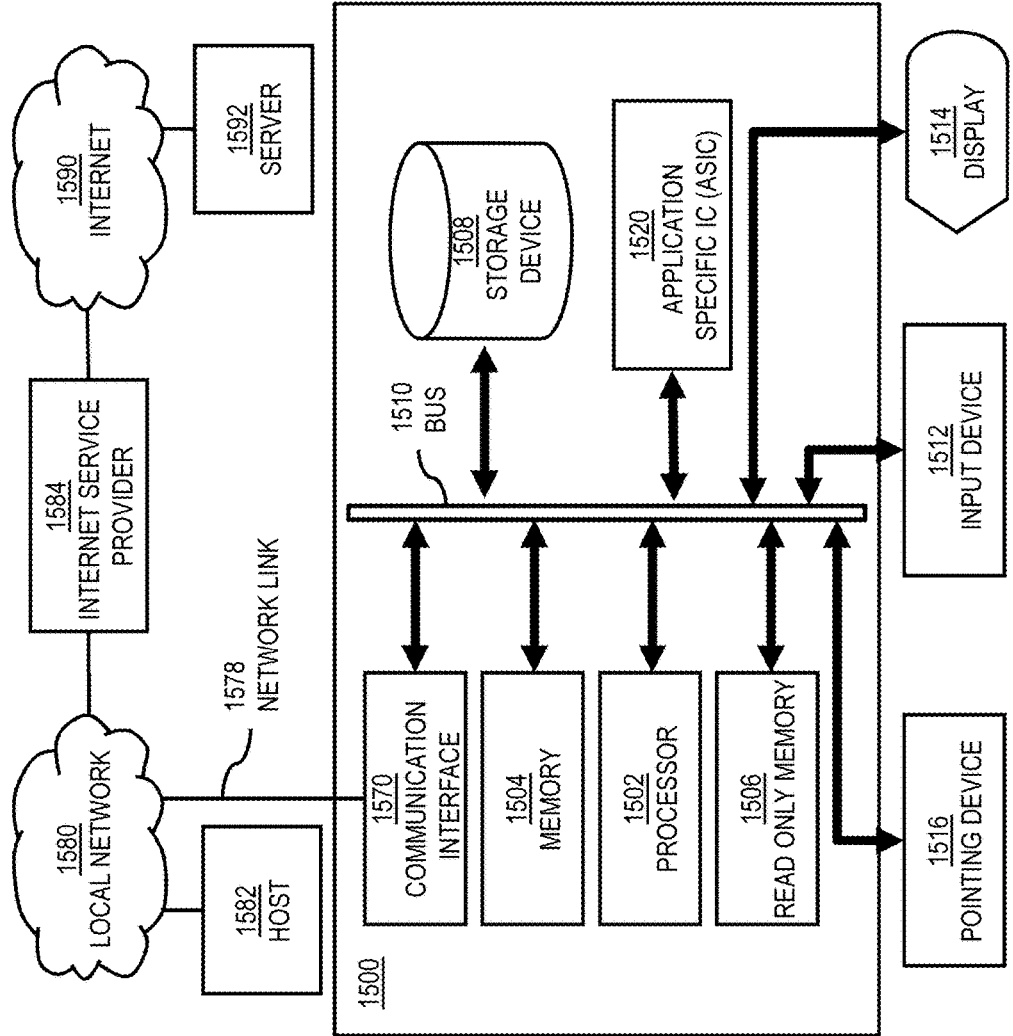 1580
LOCAL NETWORK
1582
HOST
1578
NETWORK LINK
1584
INTERNET SERVICE
PROVIDER
1590
INTERNET
1592
SERVER
1500
1570
COMMUNICATION
INTERFACE
1504
MEMORY
1502
PROCESSOR
1506
READ ONLY MEMORY
1510
BUS
1508
STORAGE
DEVICE
1520
APPLICATION
SPECIFIC IC (ASIC)
1516
POINTING DEVICE
1512
INPUT DEVICE
1514
DISPLAY